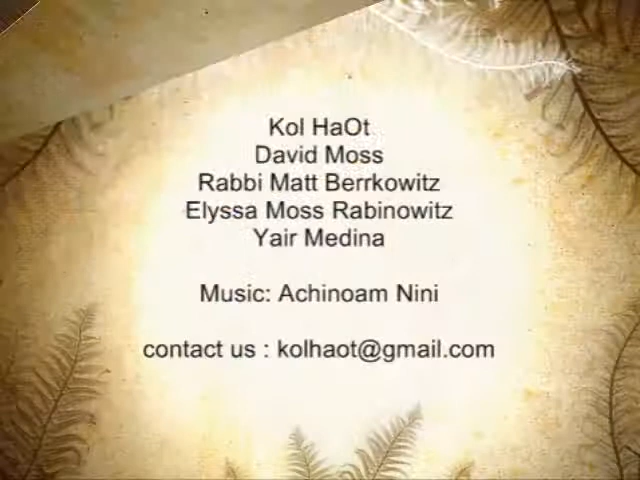 Kol HaOt
David Moss
Rabbi Matt Berrkowitz
Elyssa Moss Rabinowitz
Yair Medina
Music: Achinoam Nini
contact us : kolhaot@gmail.com